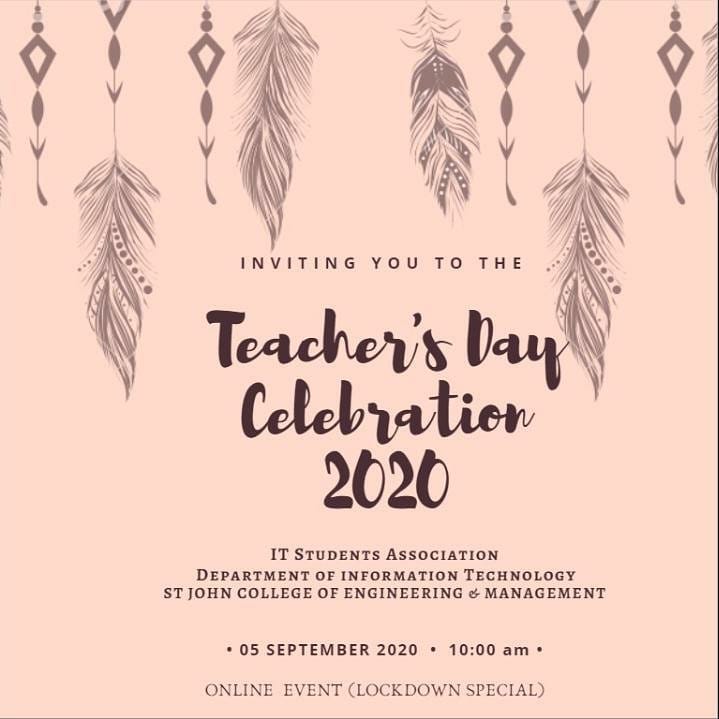 INVITING YOU TO THE
Teacher's Day
Celebration
2020
IT Students Association
Department of information Technology
ST JOHN COLLEGE OF ENGINEERING & MANAGEMENT
• 05 SEPTEMBER 2020 • 10:00 am •
ONLINE EVENT (LOCKDOWN SPECIAL)